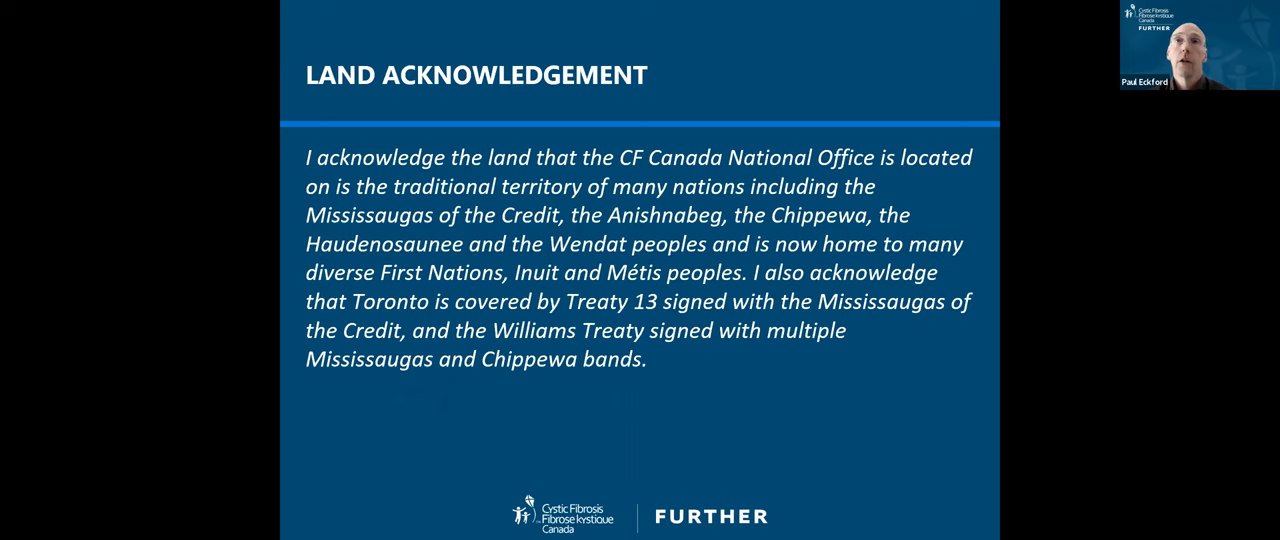 LAND ACKNOWLEDGEMENT
I acknowledge the land that the CF Canada National Office is located
on is the traditional territory of many nations including the
Mississaugas of the Credit, the Anishnabeg, the Chippewa, the
Haudenosaunee and the Wendat peoples and is now home to many
diverse First Nations, Inuit and Métis peoples. I also acknowledge
that Toronto is covered by Treaty 13 signed with the Mississaugas of
the Credit, and the Williams Treaty signed with multiple
Mississaugas and Chippewa bands.
Cystic Fibrosis
Fibrose kystique
Canada
FURTHER
Cystic Fibrosis
Fibrose kystique
Canada
FURTHER
Paul Eckford